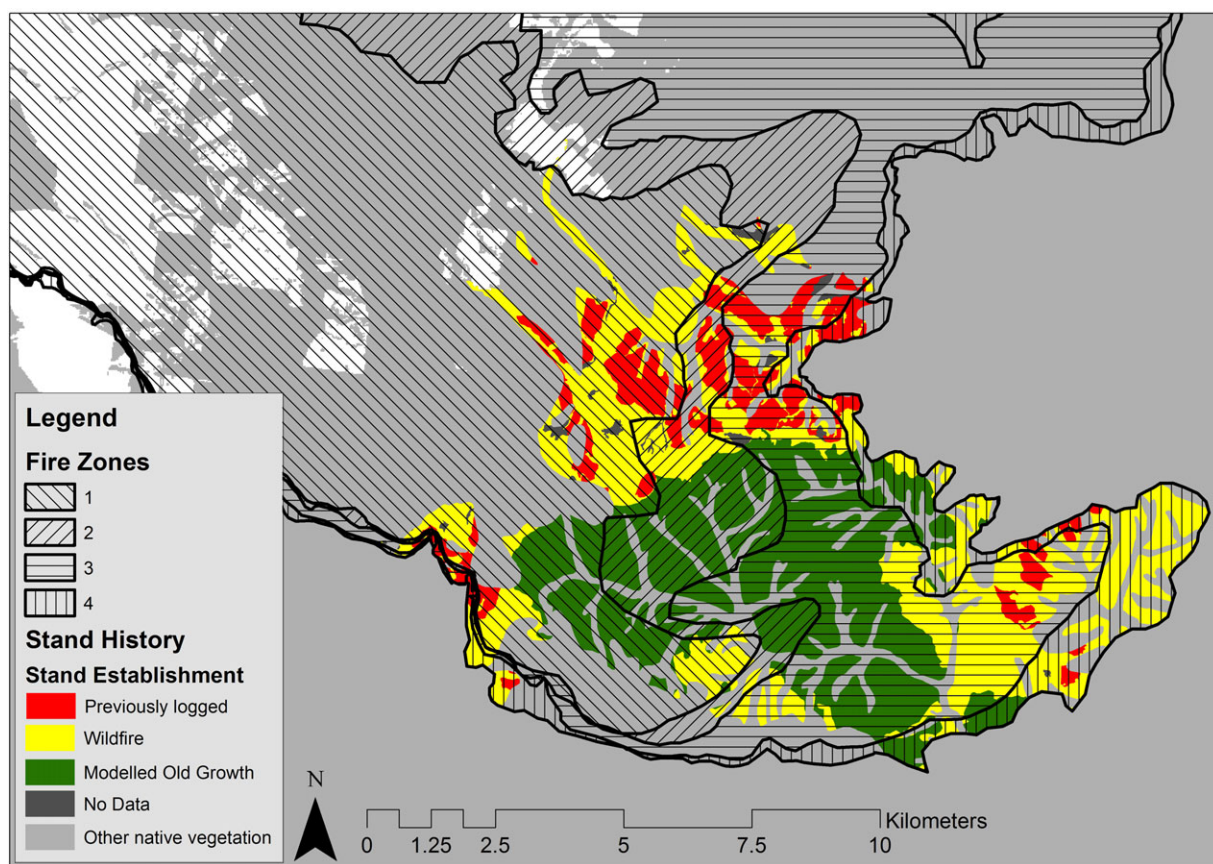 Legend
Fire Zones
1
2
3
4
Stand History
Stand Establishment
Previously logged
Wildfire
Modelled Old Growth
No Data
Other native vegetation
N
Kilometers
0 1.25 2.5 5 7.5 10